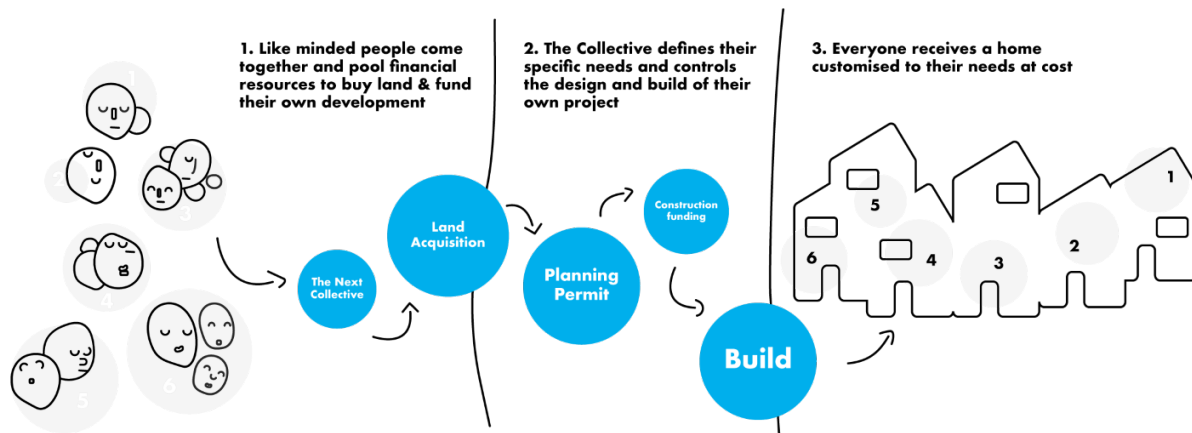 1. Like minded people come
together and pool financial
resources to buy land & fund
their own development
2. The Collective defines their
specific needs and controls
the design and build of their
own project
3. Everyone receives a home
customised to their needs at cost
1
2
3
4
5
6
The Next
Collective
Land
Acquisition
Planning
Permit
Construction
funding
Build
1
2
3
4
5
6